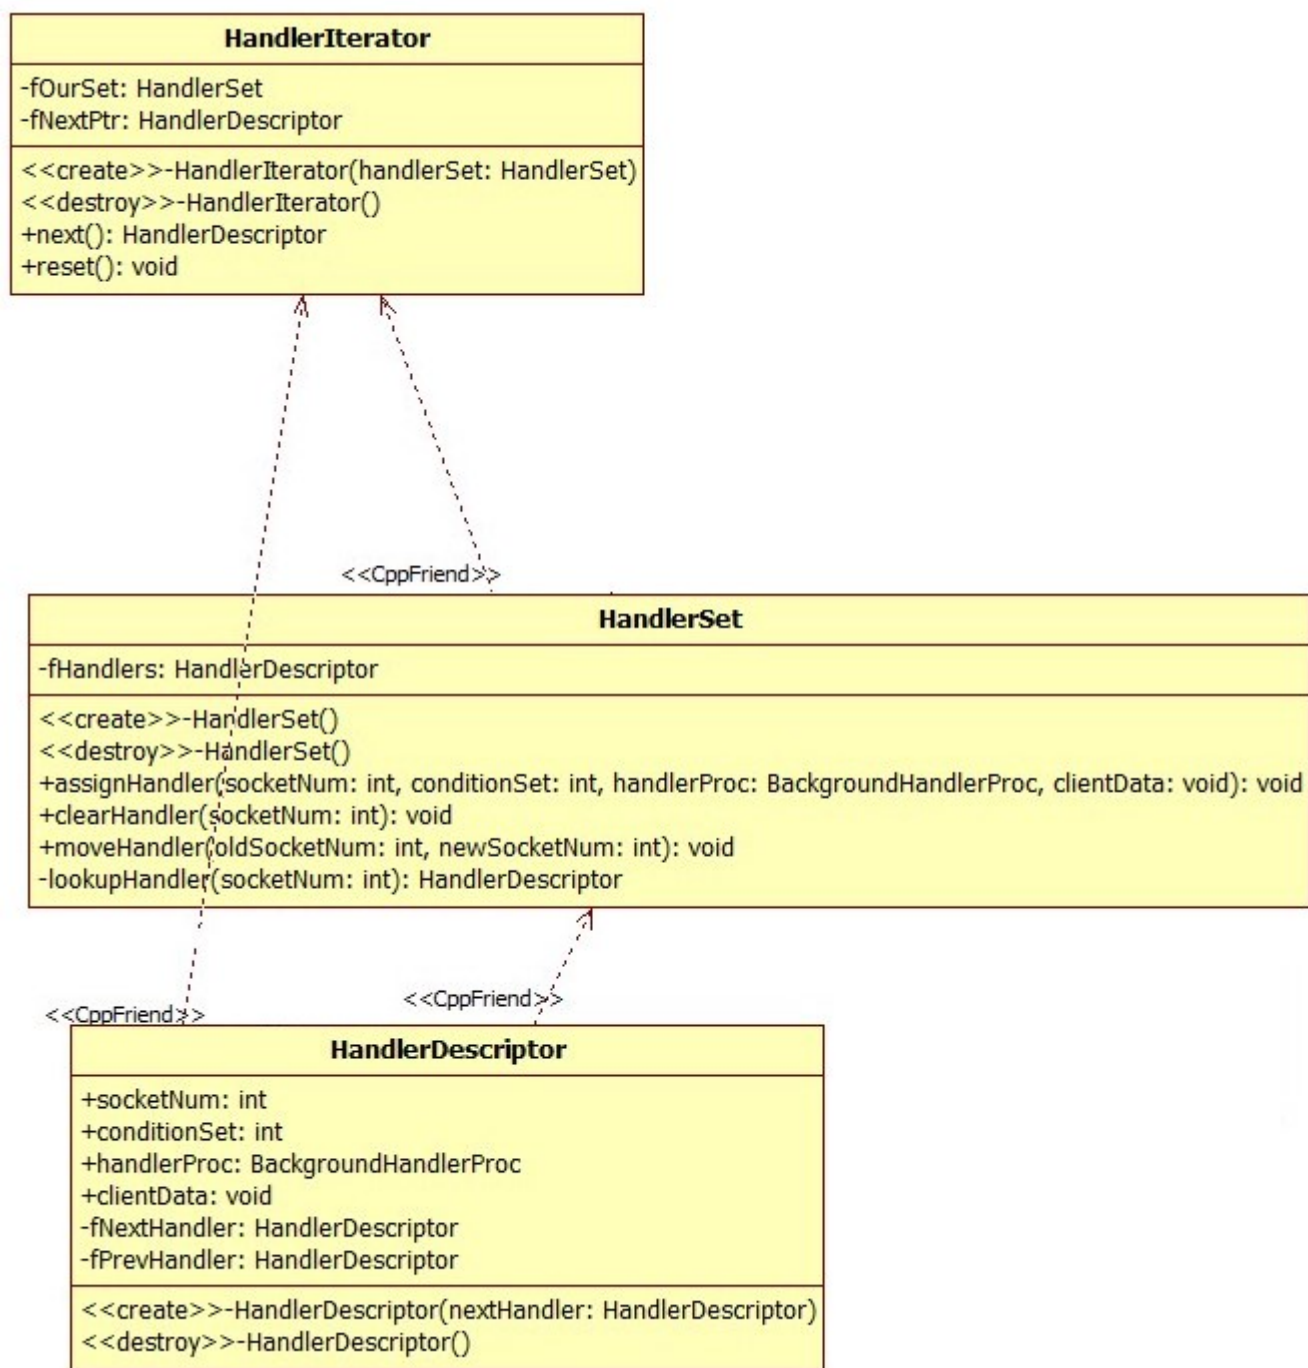 HandlerIterator
-fOurSet: HandlerSet
-fNextPtr: HandlerDescriptor
<<create>>-HandlerIterator(handlerSet: HandlerSet)
<<destroy>>-HandlerIterator()
+next(): HandlerDescriptor
+reset(): void
<<CppFriend>>
HandlerSet
-fHandlers: HandlerDescriptor
<<create>>-HandlerSet()
<<destroy>>-HandlerSet()
+assignHandler(socketNum: int, conditionSet: int, handlerProc: BackgroundHandlerProc, clientData: void): void
+clearHandler(socketNum: int): void
+moveHandler(oldSocketNum: int, newSocketNum: int): void
-lookupHandler(socketNum: int): HandlerDescriptor
<<CppFriend>>
<<CppFriend>>
HandlerDescriptor
+socketNum: int
+conditionSet: int
+handlerProc: BackgroundHandlerProc
+clientData: void
-fNextHandler: HandlerDescriptor
-fPrevHandler: HandlerDescriptor
<<create>>-HandlerDescriptor(nextHandler: HandlerDescriptor)
<<destroy>>-HandlerDescriptor()